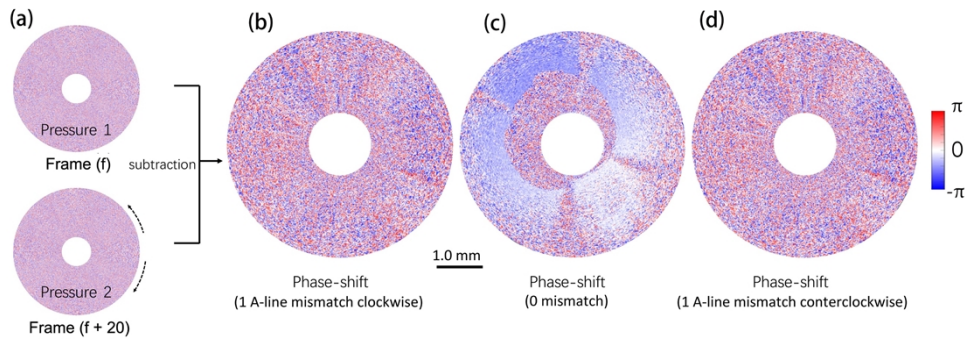 (a)
(b)
(c)
(d)
Pressure 1
Frame (f)
subtraction
Pressure 2
Frame (f + 20)
1.0 mm
Phase-shift
(1 A-line mismatch clockwise)
Phase-shift
(0 mismatch)
Phase-shift
(1 A-line mismatch conterclockwise)
π
0
-π